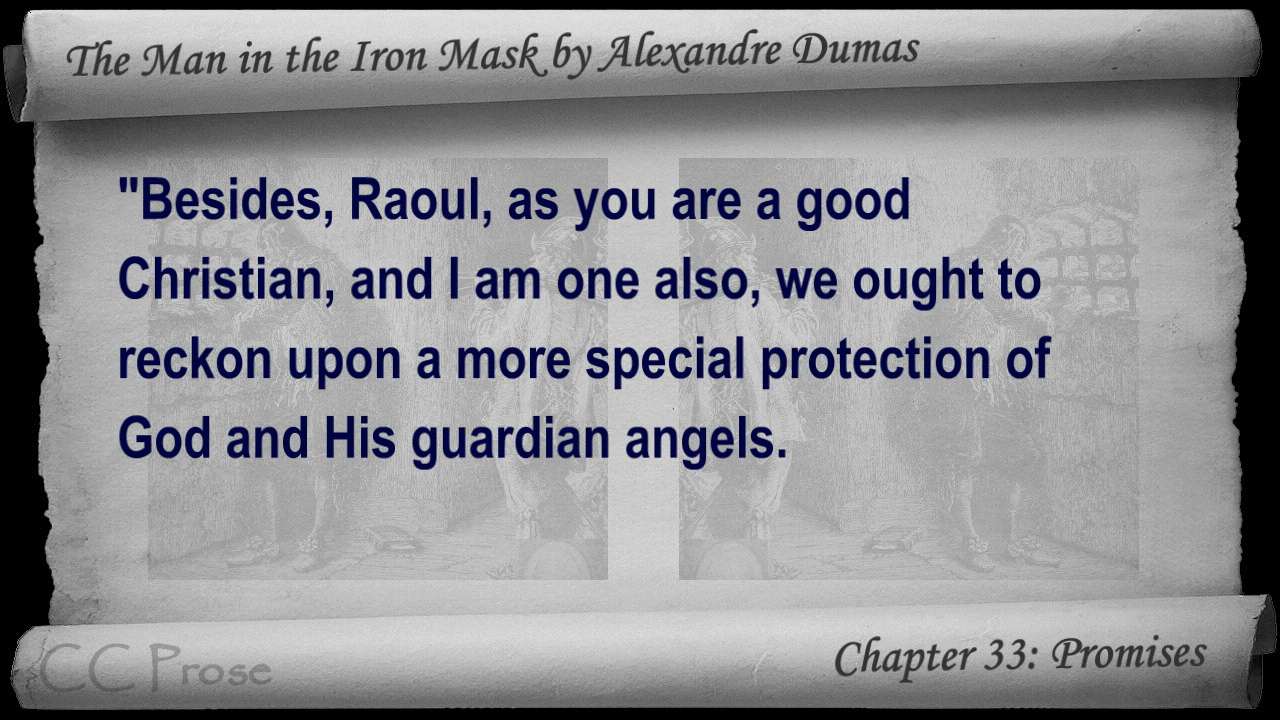 The Man in the Iron Mask by Alexandre Dumas
"Besides, Raoul, as you are a good
Christian, and I am one also, we ought to
reckon upon a more special protection of
God and His guardian angels.
CC Prose
Chapter 33: Promises